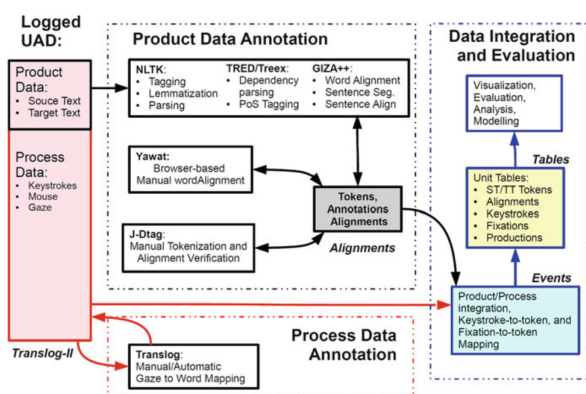 Logged
UAD:
Product
Data:
• Souce Text
• Target Text
Process
Data:
• Keystrokes
• Mouse
• Gaze
Translog-II
Product Data Annotation
NLTK:
• Tagging
• Lemmatization
• Parsing
TRED/Treex:
• Dependency
parsing
• PoS Tagging
GIZA++:
• Word Alignment
• Sentence Seg.
• Sentence Align
Yawat:
Browser-based
Manual wordAlignment
J-Dtag:
Manual Tokenization and
Alignment Verification
Tokens,
Annotations
Alignments
Alignments
Process Data
Annotation
Translog:
Manual/Automatic
Gaze to Word Mapping
Data Integration
and Evaluation
Visualization,
Evaluation,
Analysis,
Modelling
Tables
Unit Tables:
• ST/TT Tokens
• Alignments
• Keystrokes
• Fixations
• Productions
Events
Product/Process
integration,
Keystroke-to-token, and
Fixation-to-token
Mapping